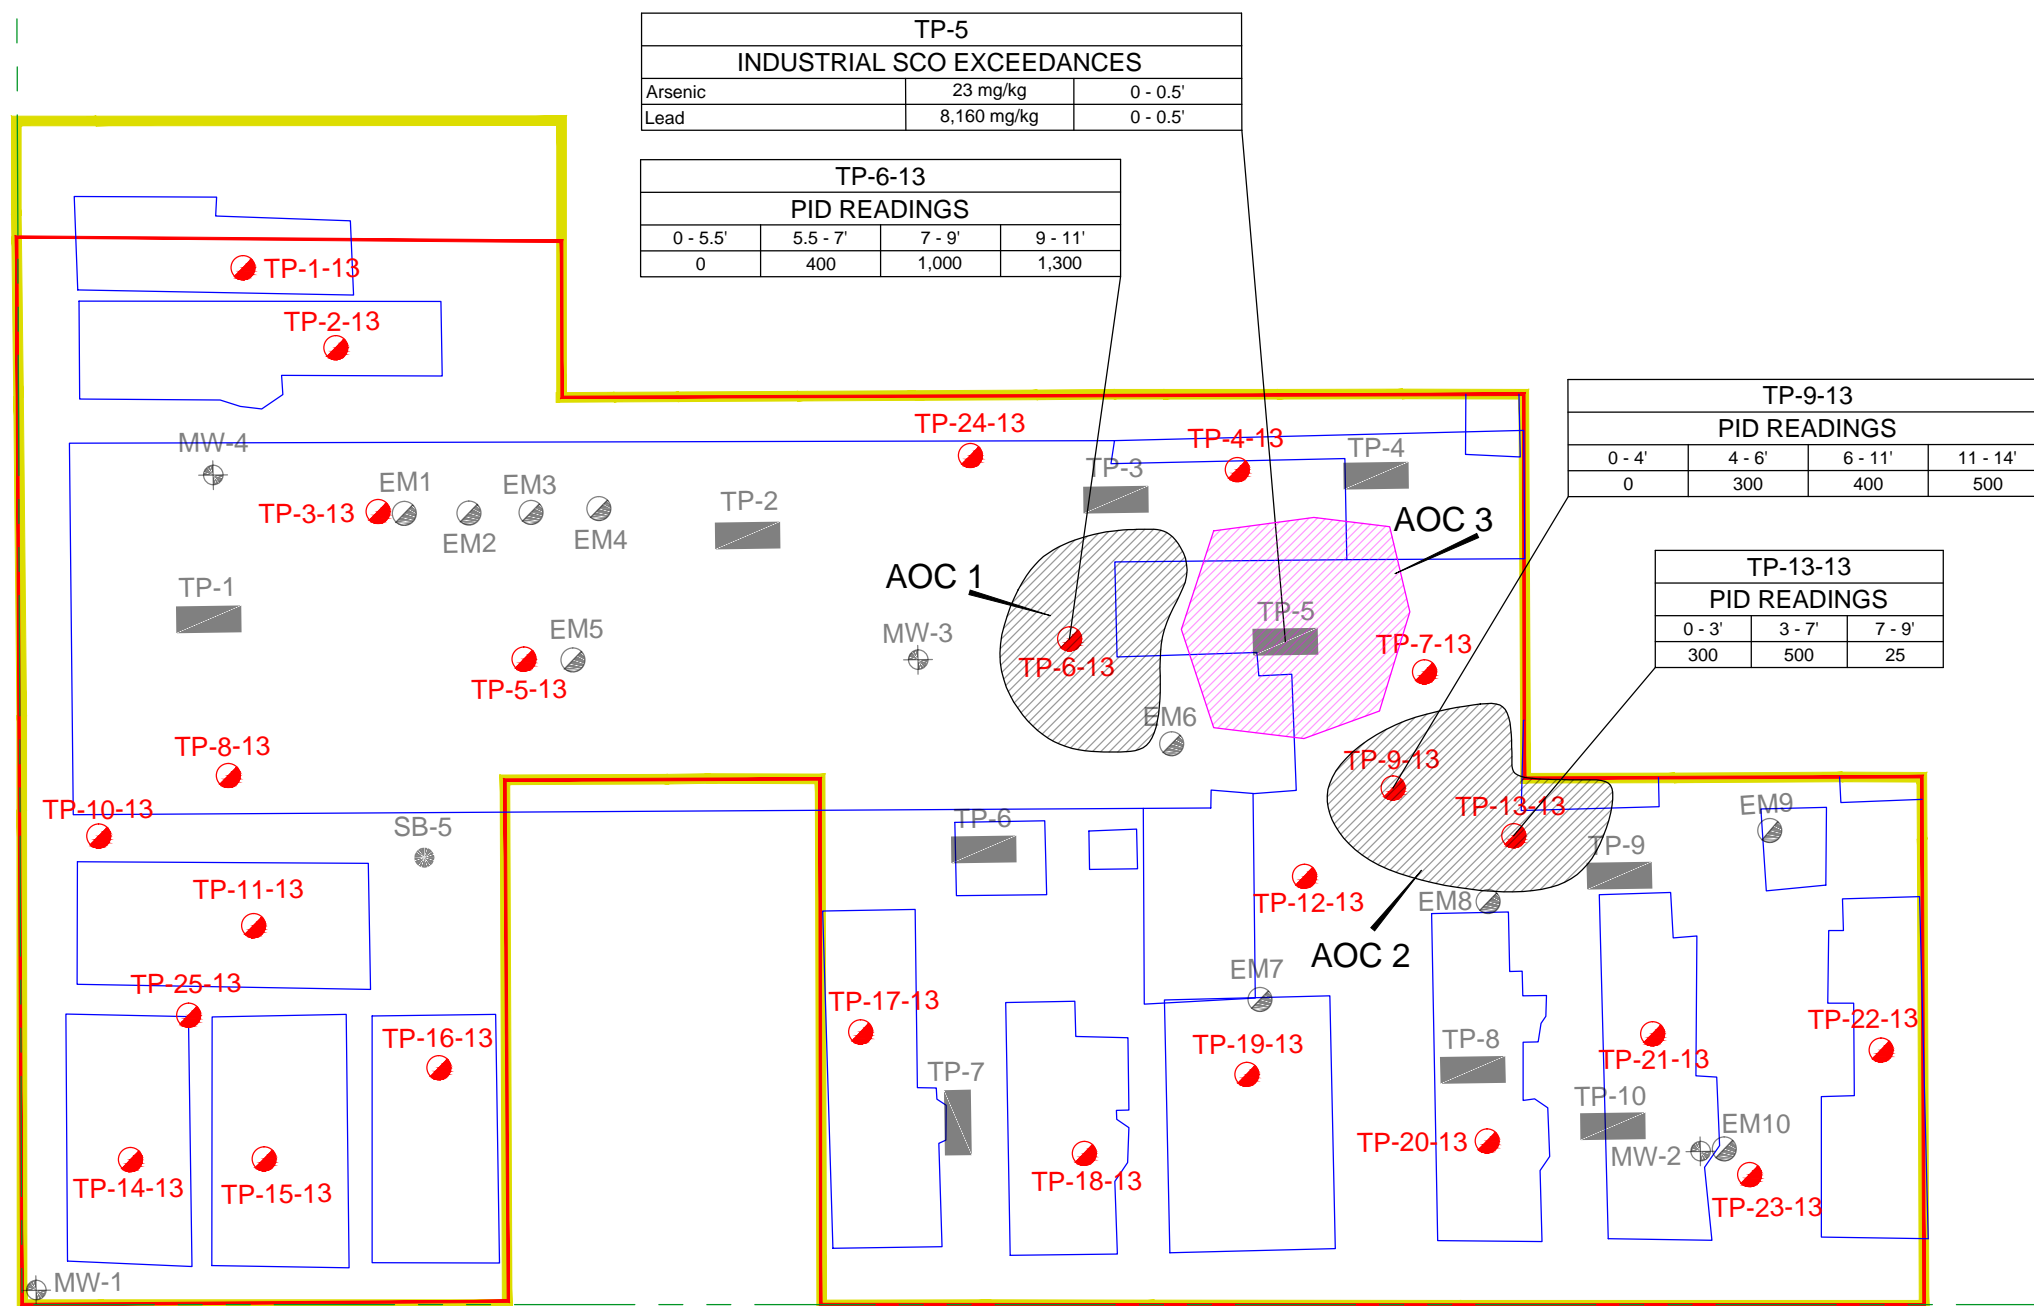 TP-5
INDUSTRIAL SCO EXCEEDANCES
Arsenic 23 mg/kg 0 - 0.5'
Lead 8,160 mg/kg 0 - 0.5'
TP-6-13
PID READINGS
0 - 5.5' 5.5 - 7' 7 - 9' 9 - 11'
0 400 1,000 1,300
TP-9-13
PID READINGS
0 - 4' 4 - 6' 6 - 11' 11 - 14'
0 300 400 500
TP-13-13
PID READINGS
0 - 3' 3 - 7' 7 - 9'
300 500 25
TP-1-13
TP-2-13
TP-24-13
TP-4-13
TP-4
MW-4
TP-3
EM1
EM3
TP-2
TP-3-13
EM2
EM4
AOC 3
AOC 1
TP-1
TP-5
EM5
MW-3
TP-7-13
TP-6-13
TP-5-13
EM6
TP-8-13
TP-9-13
TP-10-13
SB-5
TP-6
TP-13-13
EM9
TP-9
TP-11-13
TP-12-13
EM8
AOC 2
EM7
TP-25-13
TP-17-13
TP-16-13
TP-19-13
TP-8
TP-22-13
TP-21-13
TP-7
TP-10
TP-20-13
EM10
MW-2
TP-14-13
TP-15-13
TP-18-13
TP-23-13
MW-1